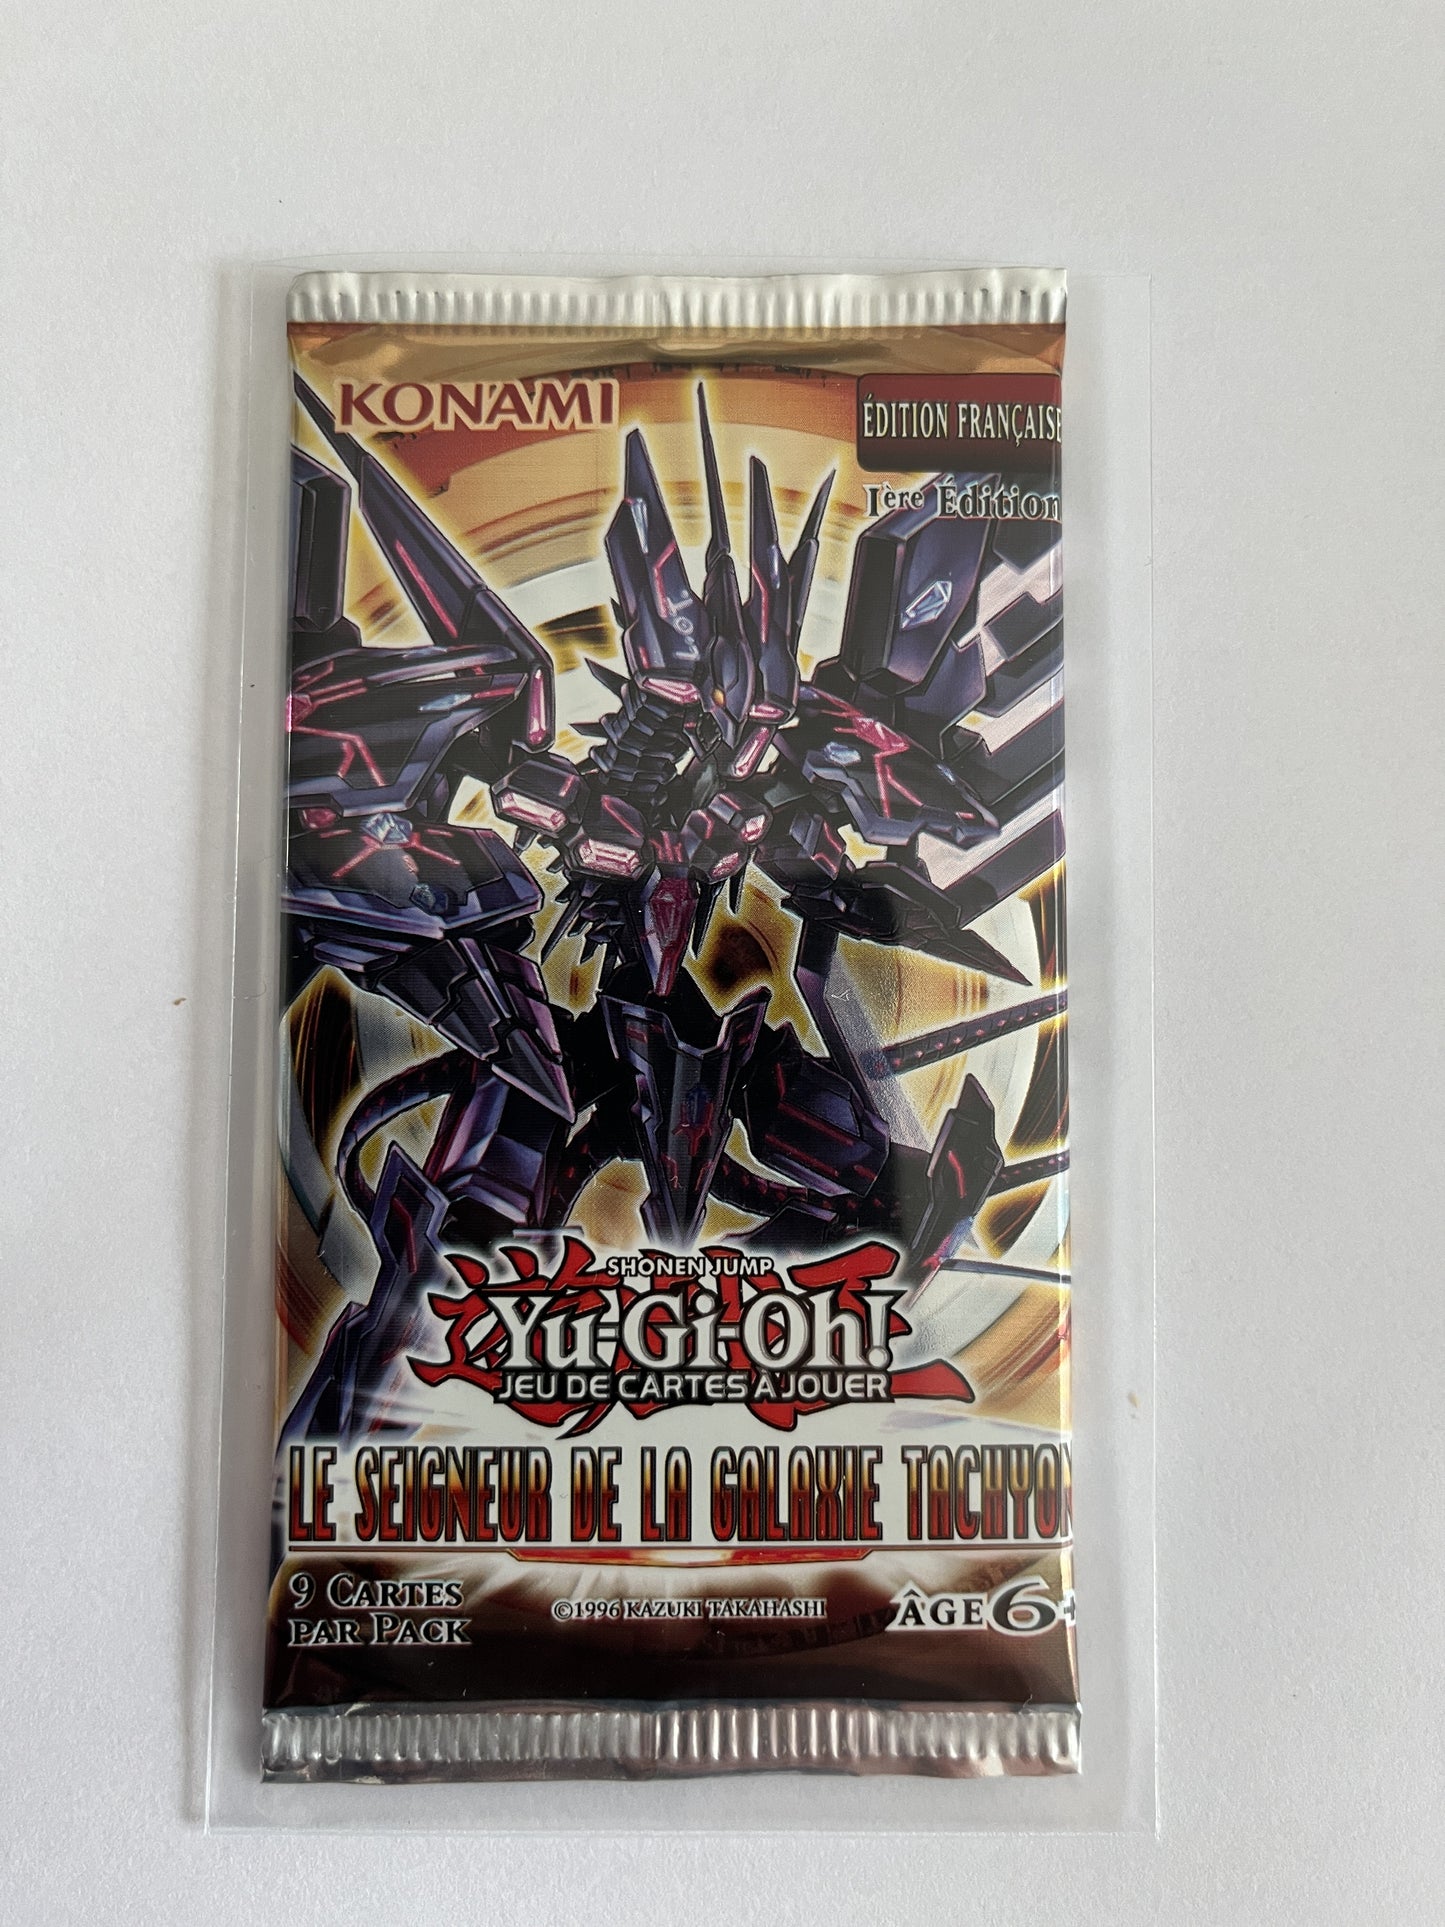 KONAMI
ÉDITION FRANÇAISE
1ère Édition
L.O.T.
SHONEN JUMP
Yu-Gi-Oh!
JEU DE CARTES À JOUER
LE SEIGNEUR DE LA GALAXIE TACHYON
9 CARTES
PAR PACK
©1996 KAZUKI TAKAHASHI
ÂGE 6+